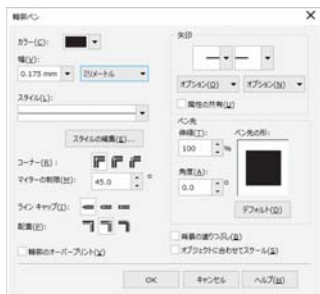 輪郭ペン
カラー(C):
幅(V):
0.175 mm
ミリメートル
スタイル(L):
スタイルの編集(E)...
コーナー(R):
マイターの制限(M):
45.0
°
ライン キャップ(T):
配置(E):
輪郭のオーバープリント(V)
矢印
オプション(O)
オプション(N)
属性の共有(U)
ペン先
伸縮(T):
ペン先の形:
100
%
角度(A):
0.0
°
デフォルト(D)
背景の塗りつぶし(B)
オブジェクトに合わせてスケール(S)
OK
キャンセル
ヘルプ(H)